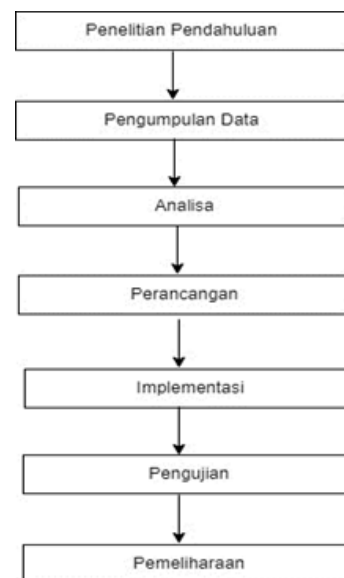 Penelitian Pendahuluan
Pengumpulan Data
Analisa
Perancangan
Implementasi
Pengujian
Pemeliharaan